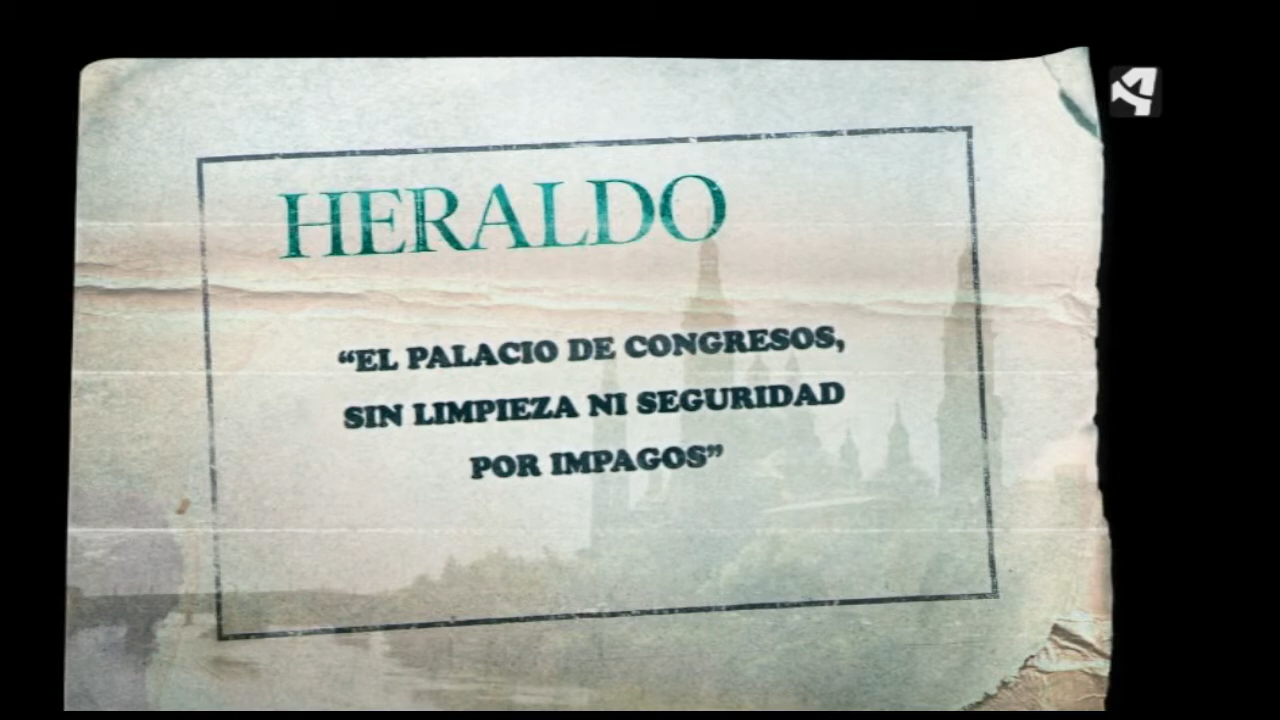 HERALDO
“EL PALACIO DE CONGRESOS,
SIN LIMPIEZA NI SEGURIDAD
POR IMPAGOS”